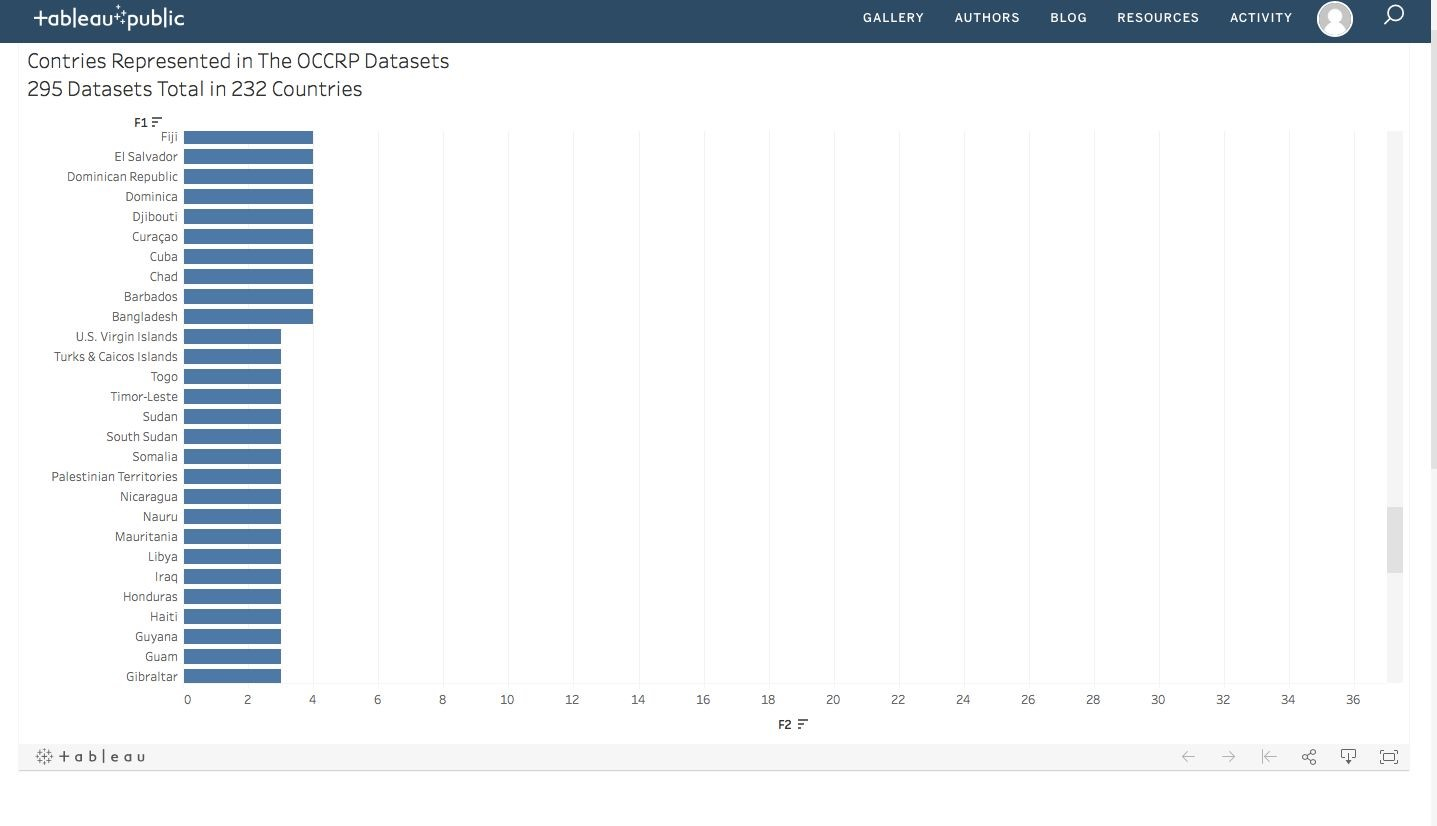 +ableau public
GALLERY AUTHORS BLOG RESOURCES ACTIVITY
Contries Represented in The OCCRP Datasets
295 Datasets Total in 232 Countries
F1
Fiji
El Salvador
Dominican Republic
Dominica
Djibouti
Curaçao
Cuba
Chad
Barbados
Bangladesh
U.S. Virgin Islands
Turks & Caicos Islands
Togo
Timor-Leste
Sudan
South Sudan
Somalia
Palestinian Territories
Nicaragua
Nauru
Mauritania
Libya
Iraq
Honduras
Haiti
Guyana
Guam
Gibraltar
0 2 4 6 8 10 12 14 16 18 20 22 24 26 28 30 32 34 36
F2
+ableau